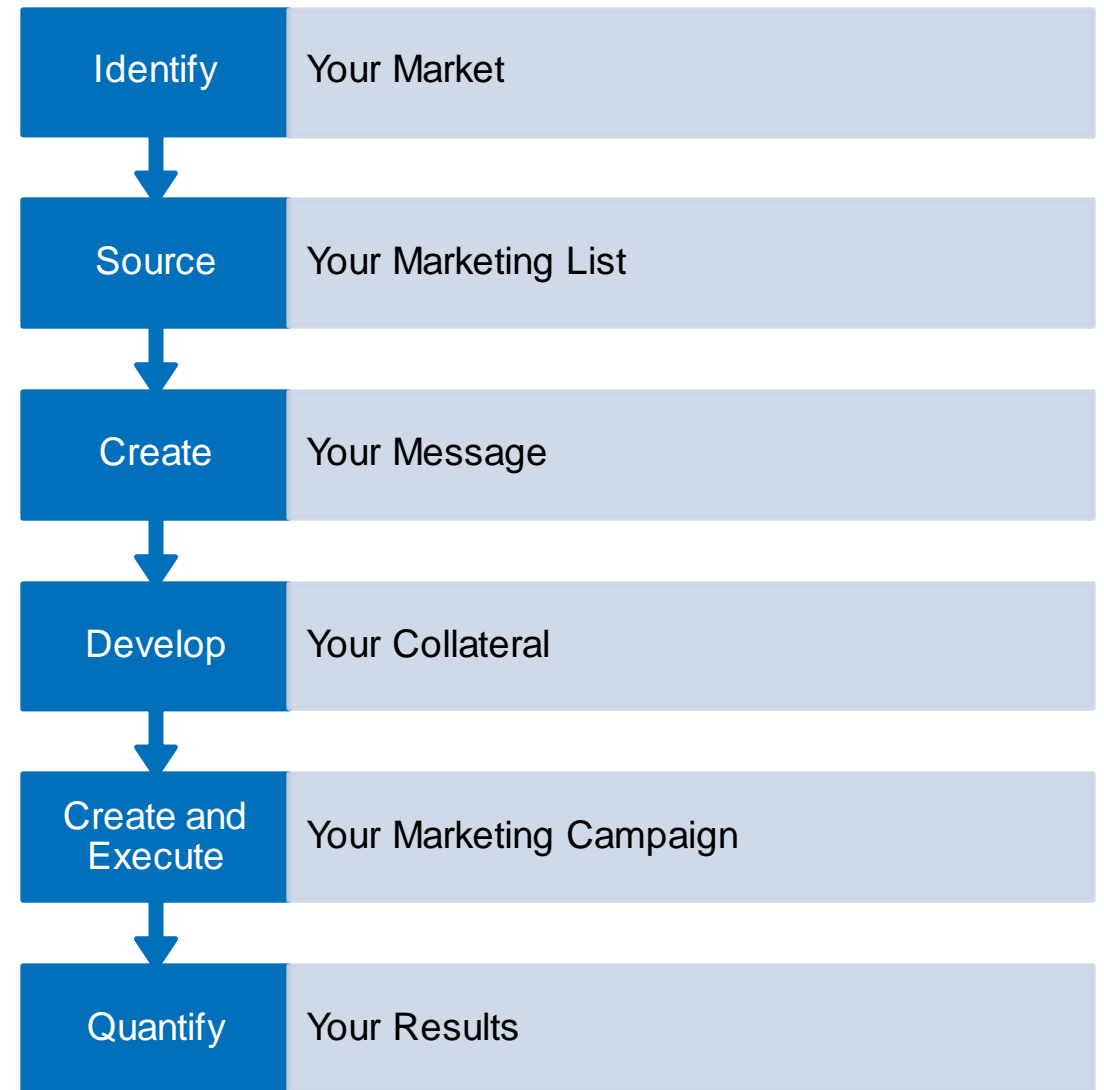 Identify
Your Market
Source
Your Marketing List
Create
Your Message
Develop
Your Collateral
Create and
Execute
Your Marketing Campaign
Quantify
Your Results